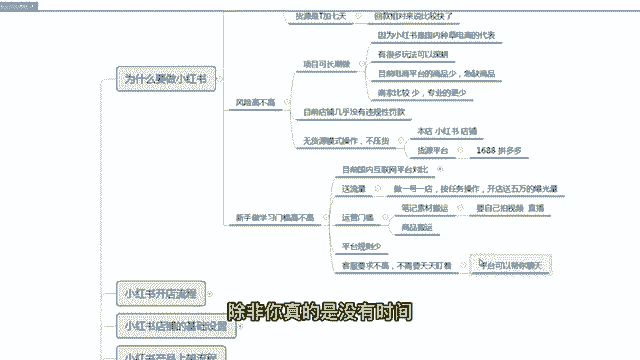 货源是T加七天
回款相对来说比较快了
为什么要做小红书
风险高不高
项目可长期做
因为小红书是国内种草电商的代表
有很多玩法可以深耕
目前电商平台的商品少，急缺商品
商家比较少，专业的更少
目前店铺几乎没有违规性罚款
无货源模式操作，不压货
本店 小红书 店铺
货源平台
1688 拼多多
新手做学习门槛高不高
目前国内互联网平台对比
送流量
做一号一店，按任务操作，开店送五万的曝光量
运营门槛
笔记素材搬运
要自己拍视频 直播
商品搬运
平台规则少
客服要求不高，不需要天天盯着
平台可以帮你聊天
小红书开店流程
小红书店铺的基础设置
小红书产品上架流程
除非你真的是没有时间